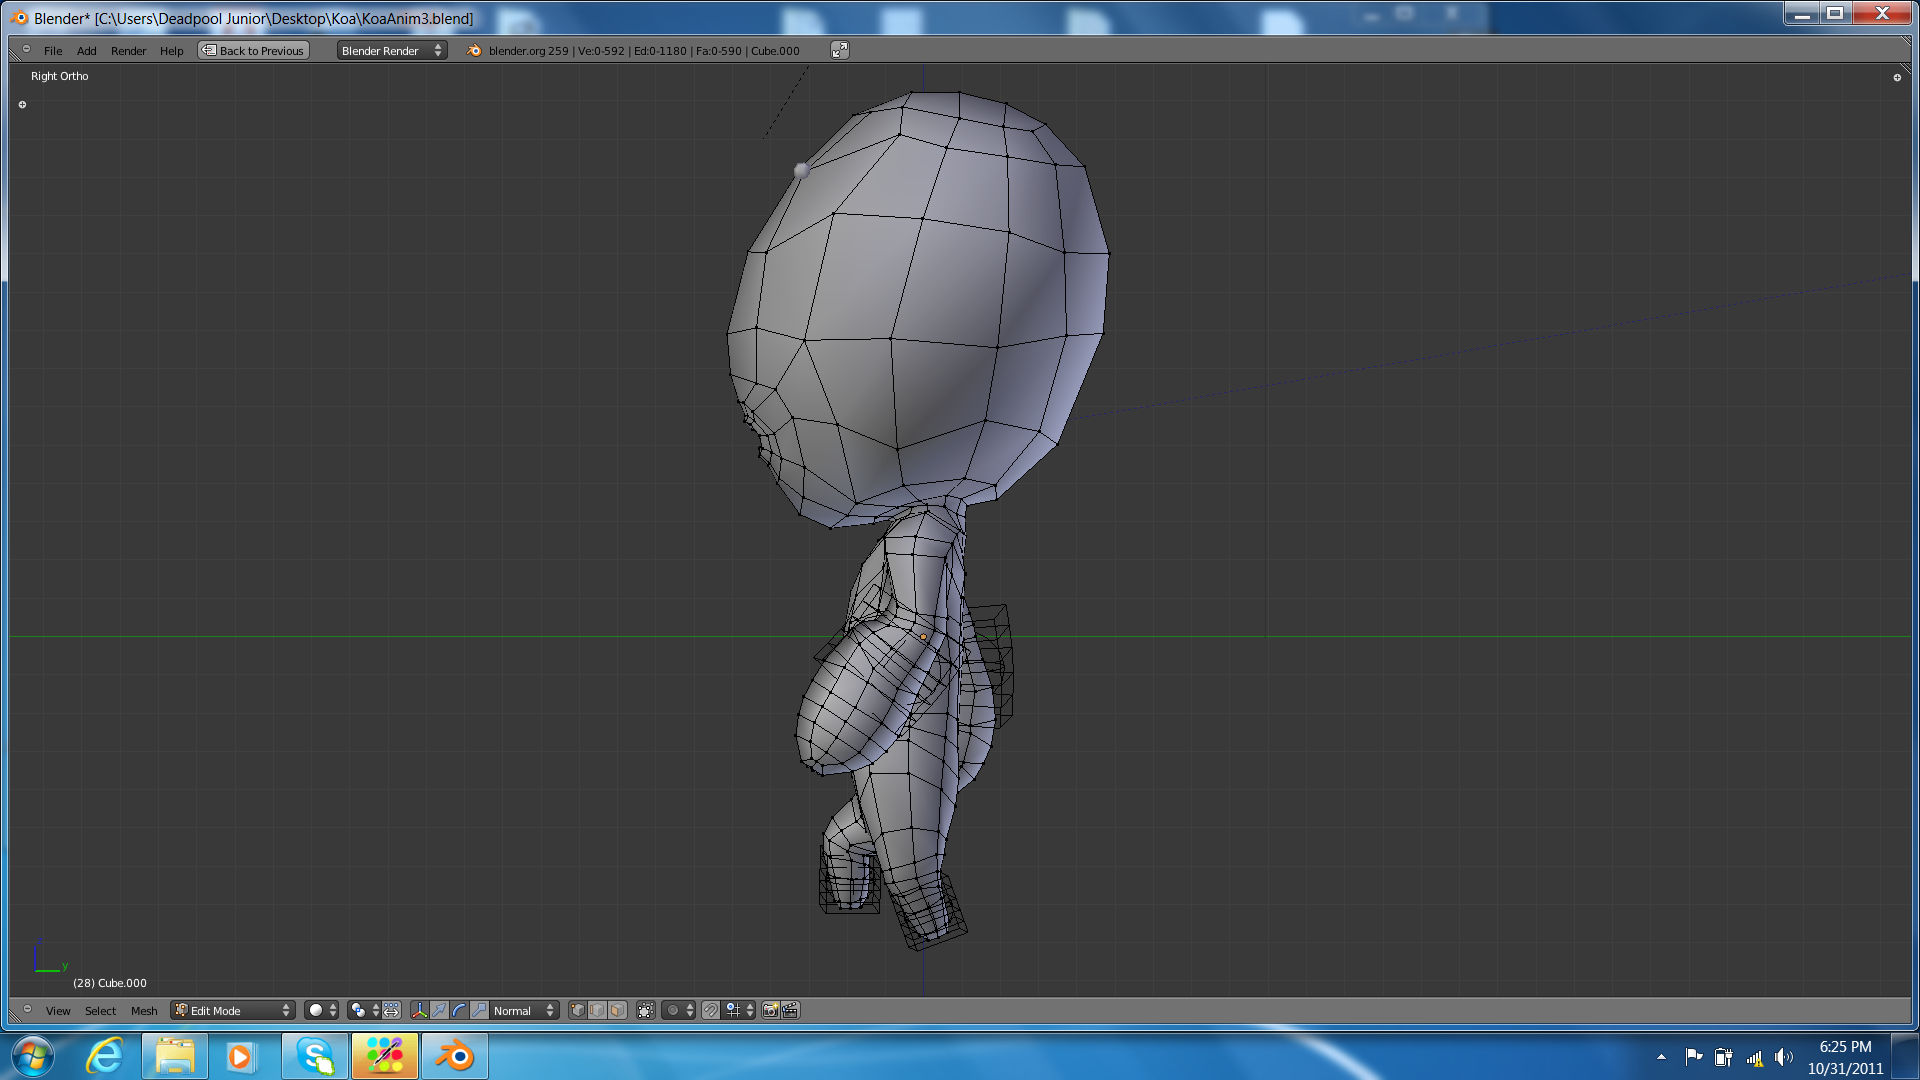 Blender* [C:\Users\Deadpool Junior\Desktop\Koa\KoaAnim3.blend]
File Add Render Help Back to Previous Blender Render blender.org 259 | Ve:0-592 | Ed:0-1180 | Fa:0-590 | Cube.000
Right Ortho
y
(28) Cube.000
View Select Mesh Edit Mode Normal
6:25 PM
10/31/2011